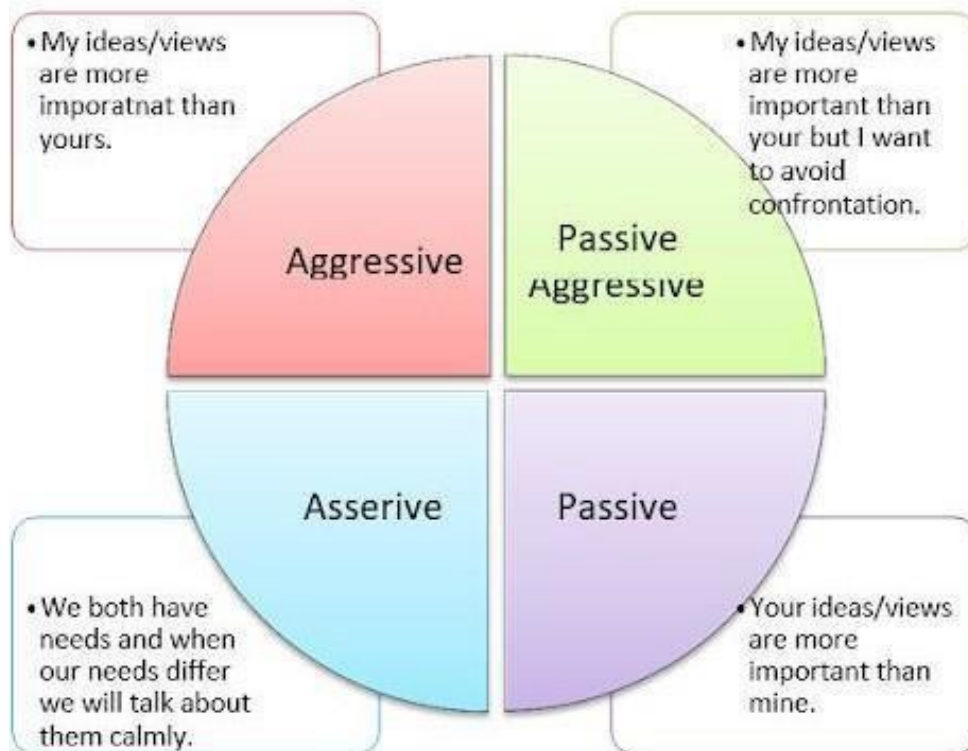 • My ideas/views
are more
imporatnat than
yours.
• My ideas/views
are more
important than
your but I want
to avoid
confrontation.
Aggressive
Passive
Aggressive
Asserive
Passive
• We both have
needs and when
our needs differ
we will talk about
them calmly.
• Your ideas/views
are more
important than
mine.